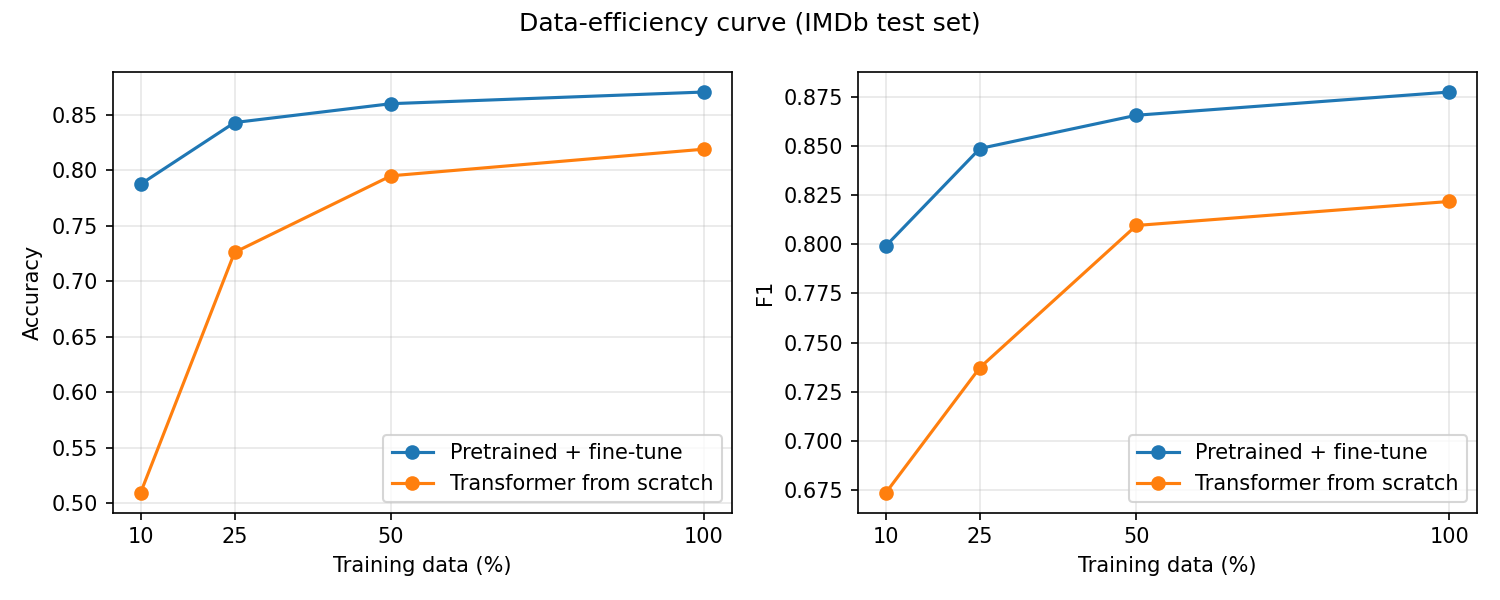 Data-efficiency curve (IMDb test set)
Accuracy
0.85
0.80
0.75
0.70
0.65
0.60
0.55
0.50
10 25 50 100
Training data (%)
Pretrained + fine-tune
Transformer from scratch
F1
0.875
0.850
0.825
0.800
0.775
0.750
0.725
0.700
0.675
10 25 50 100
Training data (%)
Pretrained + fine-tune
Transformer from scratch